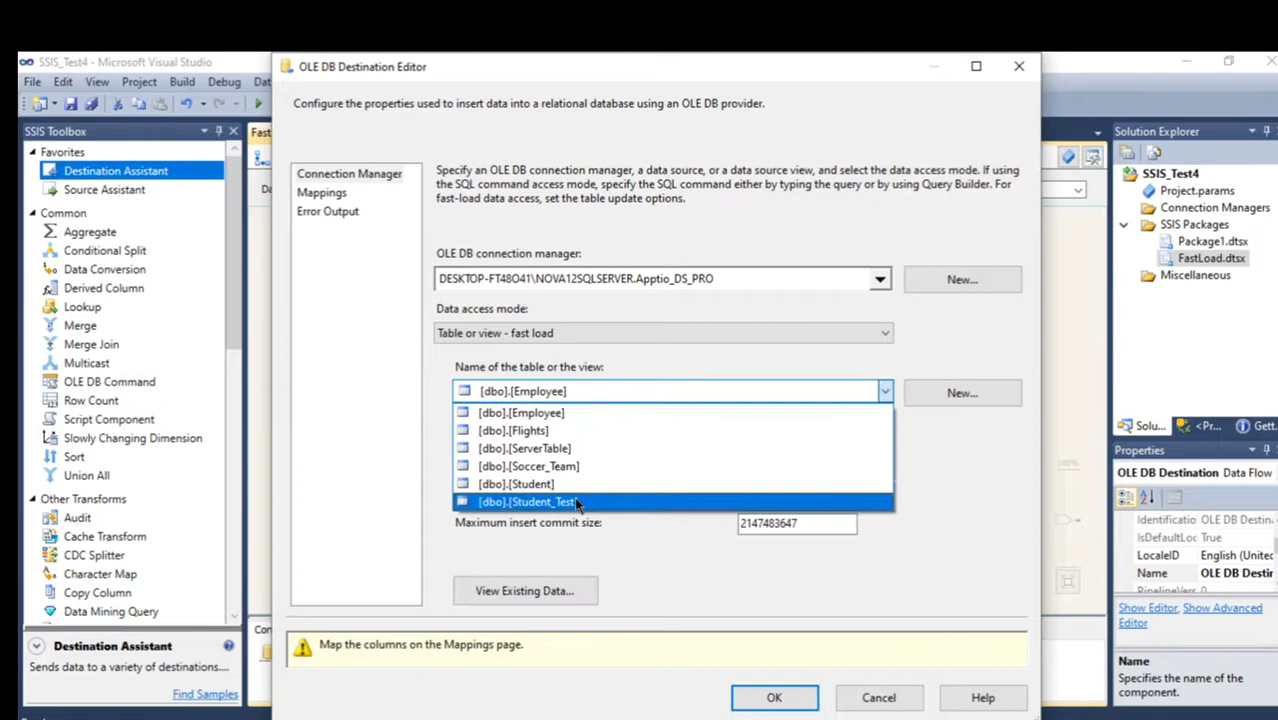 SSIS_Test4 - Microsoft Visual Studio
File Edit View Project Build Debug
SSIS Toolbox
Favorites
Destination Assistant
Source Assistant
Common
Aggregate
Conditional Split
Data Conversion
Derived Column
Lookup
Merge
Merge Join
Multicast
OLE DB Command
Row Count
Script Component
Slowly Changing Dimension
Sort
Union All
Other Transforms
Audit
Cache Transform
CDC Splitter
Character Map
Copy Column
Data Mining Query
Destination Assistant
Sends data to a variety of destinations....
Find Samples
OLE DB Destination Editor
Configure the properties used to insert data into a relational database using an OLE DB provider.
Connection Manager
Mappings
Error Output
Specify an OLE DB connection manager, a data source, or a data source view, and select the data access mode. If using
the SQL command access mode, specify the SQL command either by typing the query or by using Query Builder. For
fast-load data access, set the table update options.
OLE DB connection manager:
DESKTOP-FT48O41\NOVA12SQLSERVER.Apptio_DS_PRO
New...
Data access mode:
Table or view - fast load
Name of the table or the view:
[dbo].[Employee]
New...
[dbo].[Employee]
[dbo].[Flights]
[dbo].[ServerTable]
[dbo].[Soccer_Team]
[dbo].[Student]
[dbo].[Student_Test]
Maximum insert commit size:
2147483647
View Existing Data...
Map the columns on the Mappings page.
OK
Cancel
Help
Solution Explorer
SSIS_Test4
Project.params
Connection Managers
SSIS Packages
Package1.dtsx
FastLoad.dtsx
Miscellaneous
Solu... <Pr... Gett.
Properties
OLE DB Destination Data Flow
100%
Identificatio OLE DB Destin
IsDefaultLoc True
LocaleID English (Unitec
Name OLE DB Destir
Show Editor, Show Advanced
Editor
Name
Specifies the name of the
component.